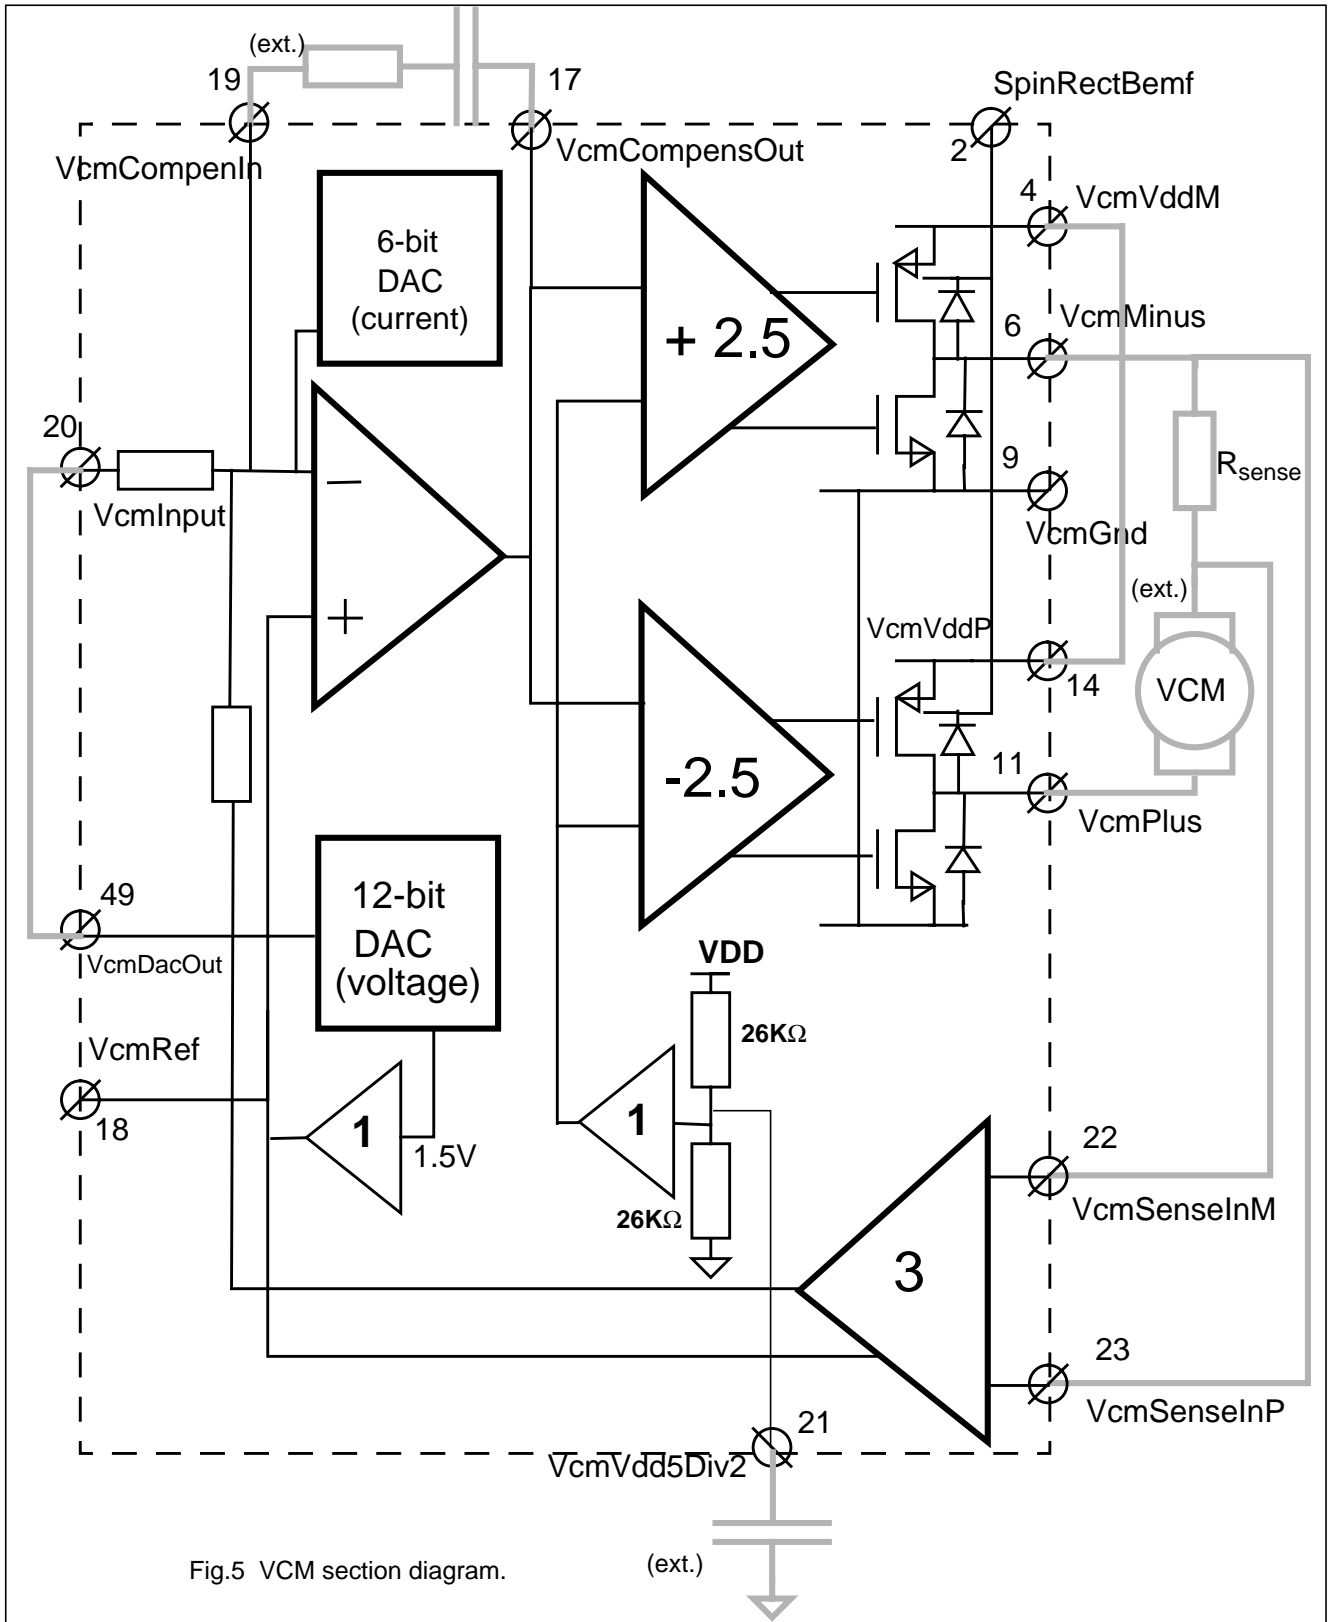 (ext.)
19
17
SpinRectBemf
2
VcmCompenIn
VcmCompensOut
4
VcmVddM
6-bit
DAC
(current)
+ 2.5
6
VcmMinus
20
−
9
Rsense
VcmInput
VcmGnd
(ext.)
+
VcmVddP
14
VCM
-2.5
11
VcmPlus
49
12-bit
DAC
(voltage)
VcmDacOut
VDD
26KΩ
VcmRef
18
1
1.5V
1
26KΩ
22
VcmSenseInM
3
23
VcmSenseInP
21
VcmVdd5Div2
(ext.)
Fig.5 VCM section diagram.